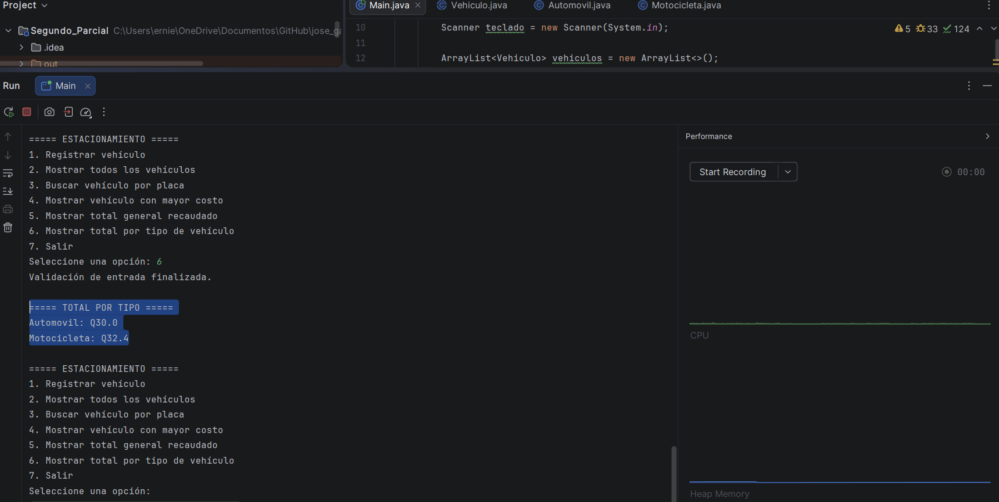 Project
Main.java
Vehiculo.java
Automovil.java
Motocicleta.java
Segundo_Parcial C:\Users\ernie\OneDrive\Documentos\GitHub\jose_g
.idea
out
10 Scanner teclado = new Scanner(System.in);
11
12 ArrayList<Vehiculo> vehiculos = new ArrayList<>();
5 33 124
Run Main
===== ESTACIONAMIENTO =====
1. Registrar vehículo
2. Mostrar todos los vehículos
3. Buscar vehículo por placa
4. Mostrar vehículo con mayor costo
5. Mostrar total general recaudado
6. Mostrar total por tipo de vehículo
7. Salir
Seleccione una opción: 6
Validación de entrada finalizada.
===== TOTAL POR TIPO =====
Automovil: Q30.0
Motocicleta: Q32.4
===== ESTACIONAMIENTO =====
1. Registrar vehículo
2. Mostrar todos los vehículos
3. Buscar vehículo por placa
4. Mostrar vehículo con mayor costo
5. Mostrar total general recaudado
6. Mostrar total por tipo de vehículo
7. Salir
Seleccione una opción:
Performance
Start Recording
00:00
CPU
Heap Memory